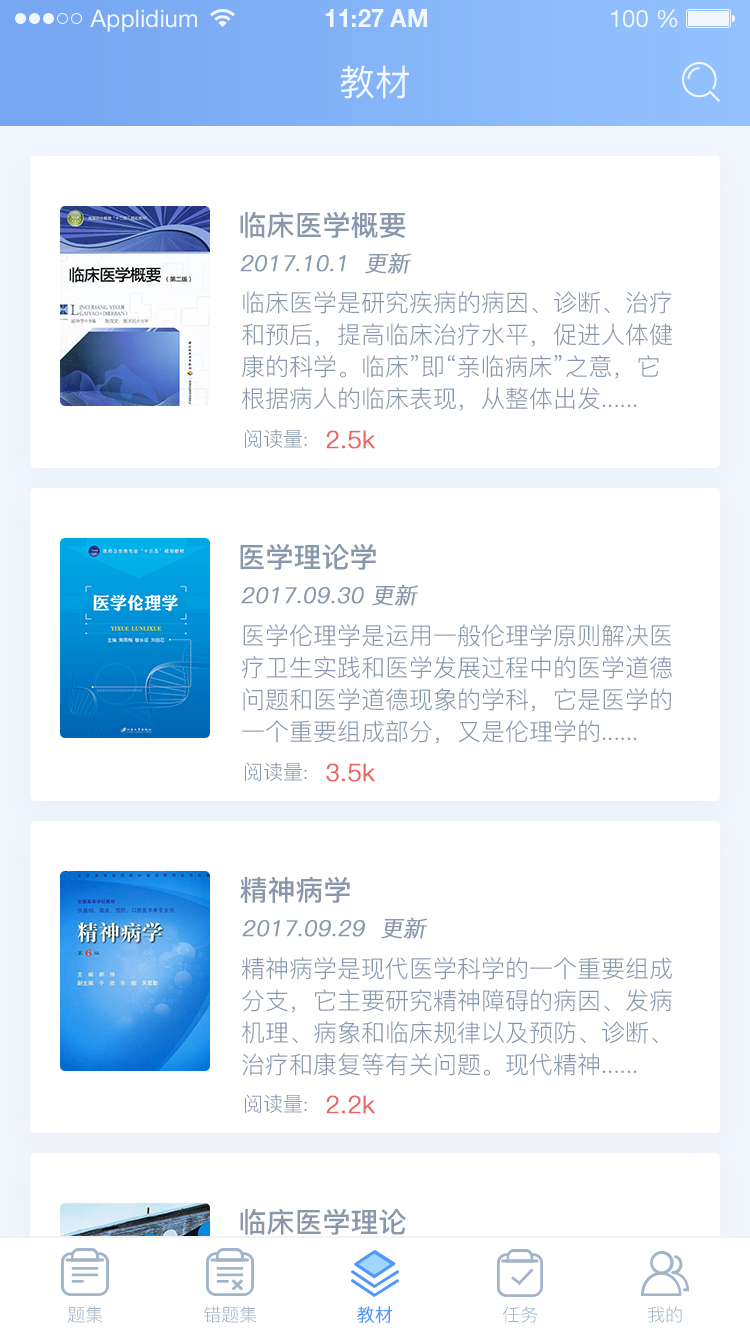 Applidium
11:27 AM
100 %
教材
临床医学概要（第二版）
临床医学概要
2017.10.1 更新
临床医学是研究疾病的病因、诊断、治疗
和预后，提高临床治疗水平，促进人体健
康的科学。临床”即“亲临病床”之意，它
根据病人的临床表现，从整体出发......
阅读量: 2.5k
医学伦理学
YIXUE LUNLIXUE
医学理论学
2017.09.30 更新
医学伦理学是运用一般伦理学原则解决医
疗卫生实践和医学发展过程中的医学道德
问题和医学道德现象的学科，它是医学的
一个重要组成部分，又是伦理学的......
阅读量: 3.5k
精神病学
第6版
精神病学
2017.09.29 更新
精神病学是现代医学科学的一个重要组成
分支，它主要研究精神障碍的病因、发病
机理、病象和临床规律以及预防、诊断、
治疗和康复等有关问题。现代精神......
阅读量: 2.2k
临床医学理论
题集
错题集
教材
任务
我的